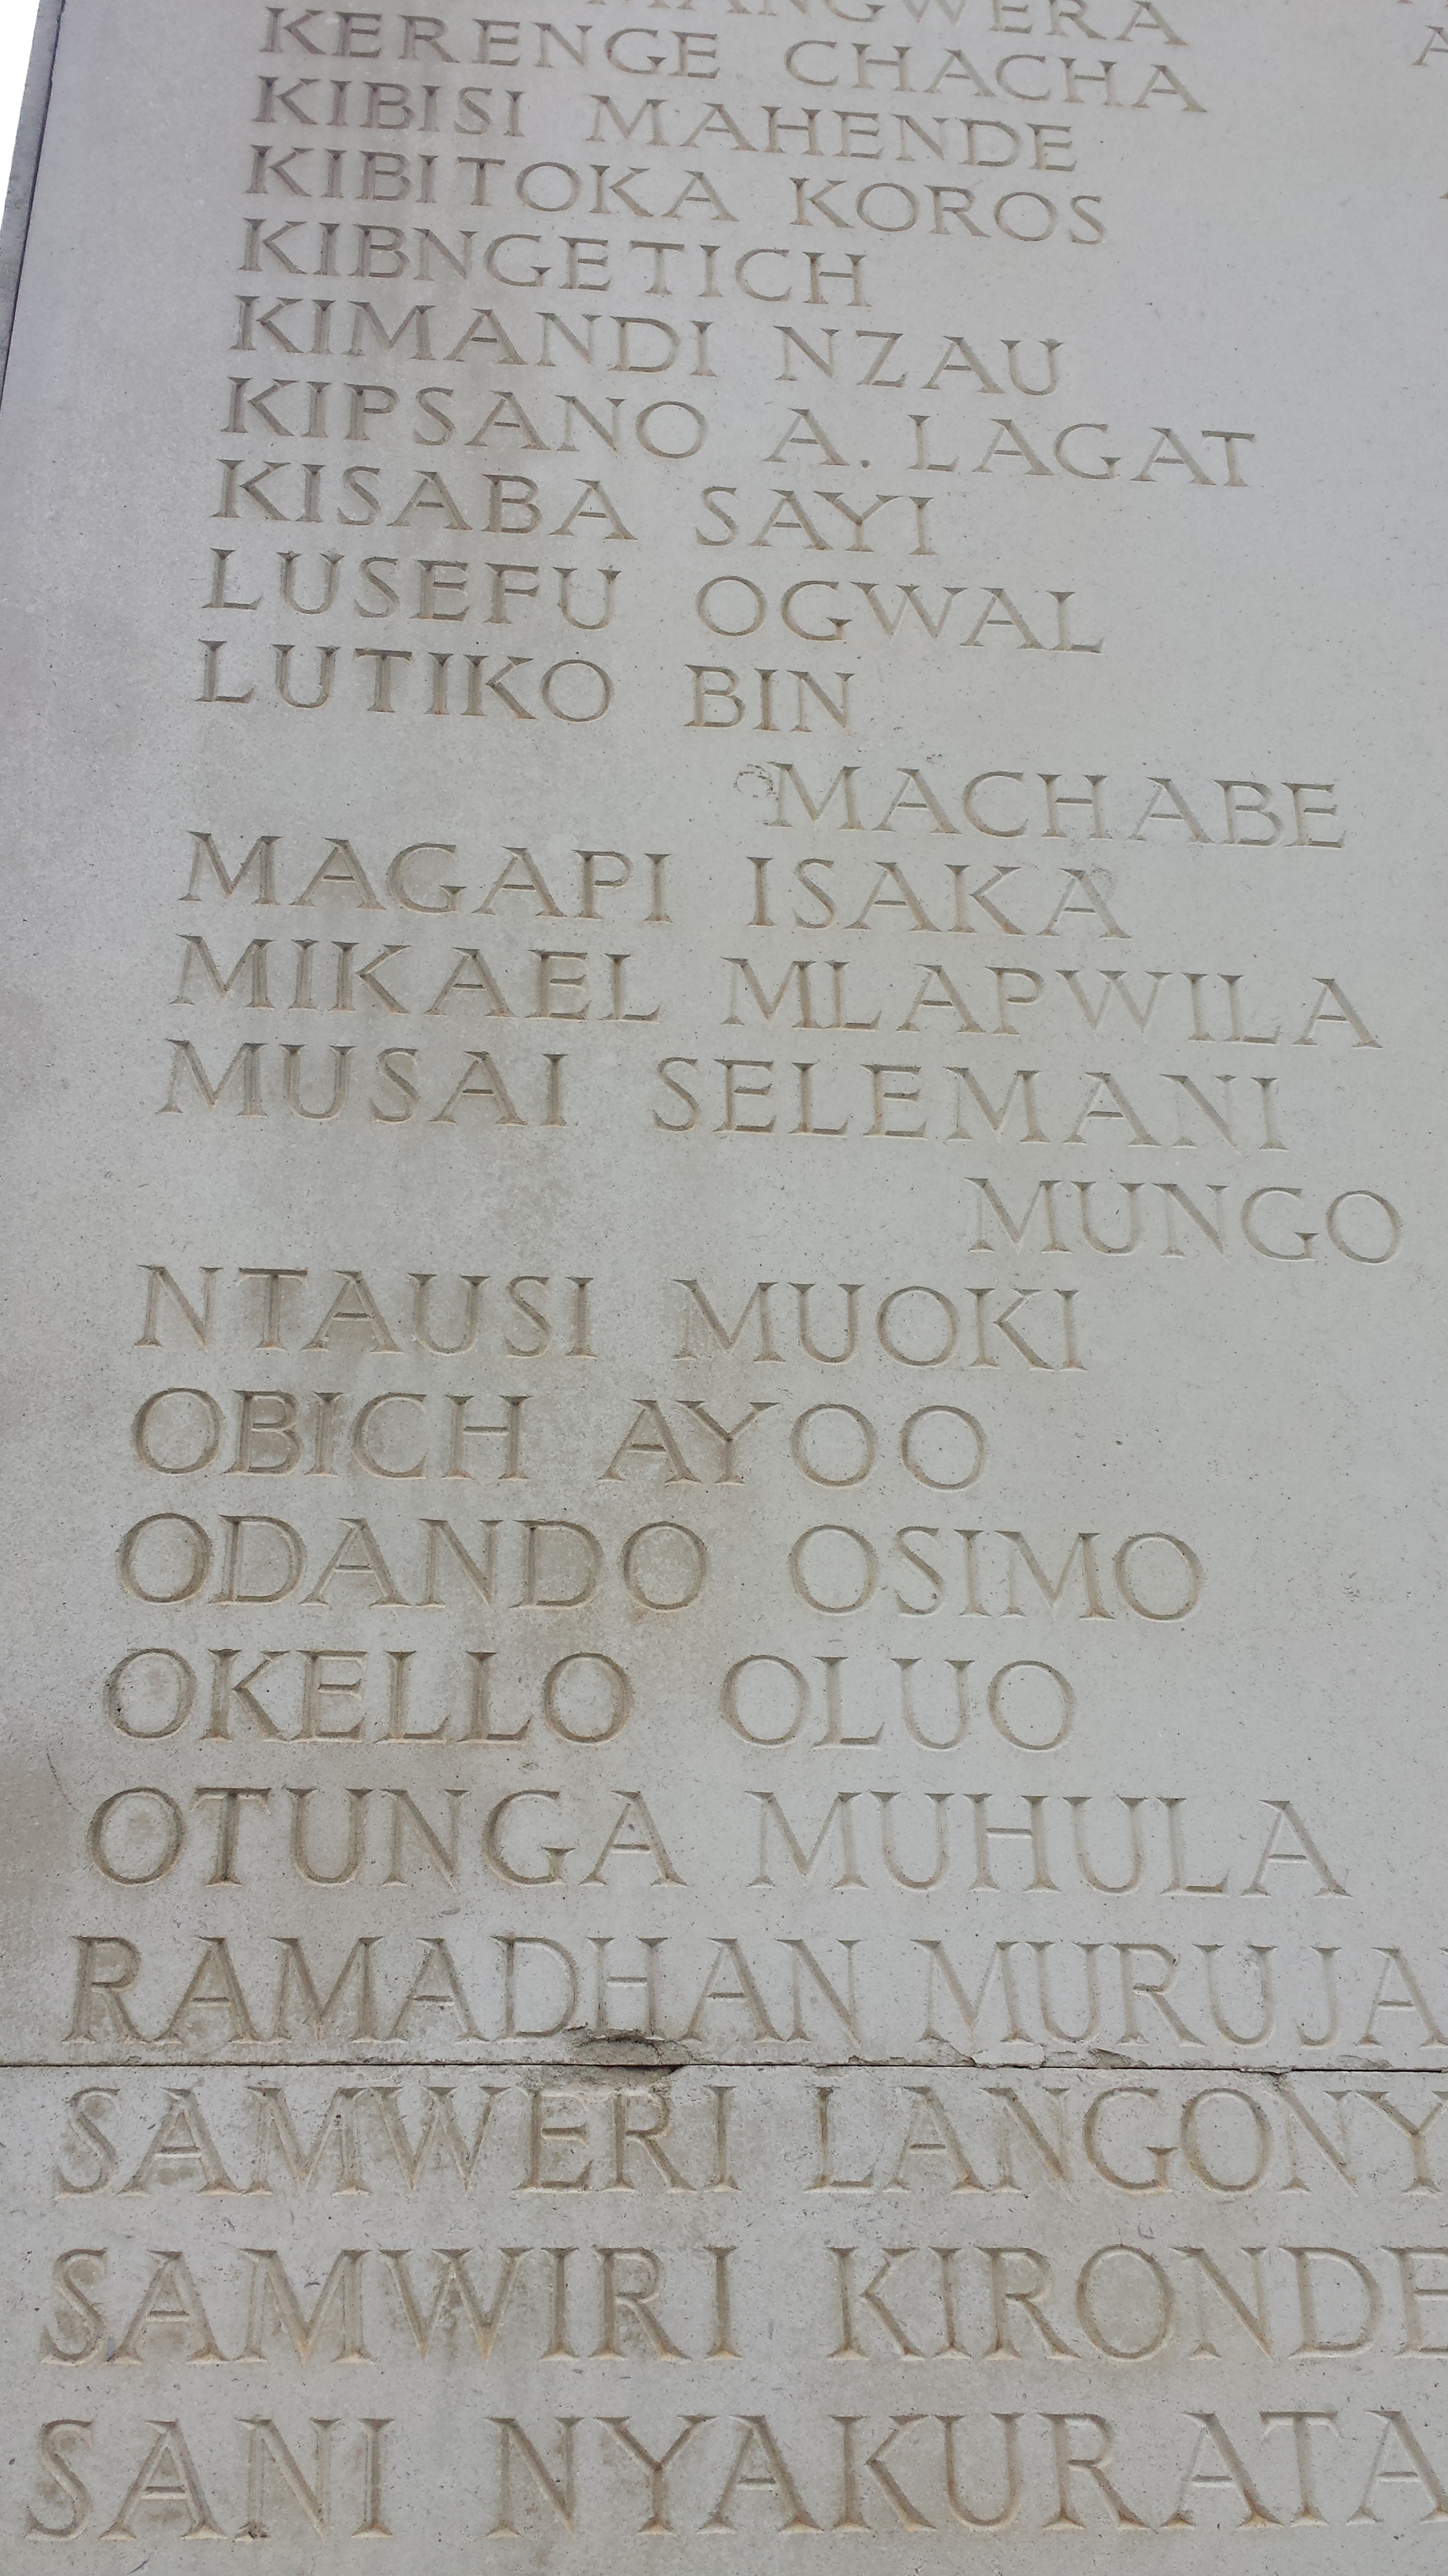 MANGWERA
KERENGE CHACHA
KIBISI MAHENDE
KIBITOKA KOROS
KIBNGETICH
KIMANDI NZAU
KIPSANO A. LAGAT
KISABA SAYI
LUSEFU OGWAL
LUTIKO BIN
MACHABE
MAGAPI ISAKA
MIKAEL MLAPWILA
MUSAI SELEMANI
MUNGO
NTAUSI MUOKI
OBICH AYOO
ODANDO OSIMO
OKELLO OLUO
OTUNGA MUHULA
RAMADHAN MURUJA
SAMWERI LANGONY
SAMWIRI KIRONDE
SANI NYAKURATA